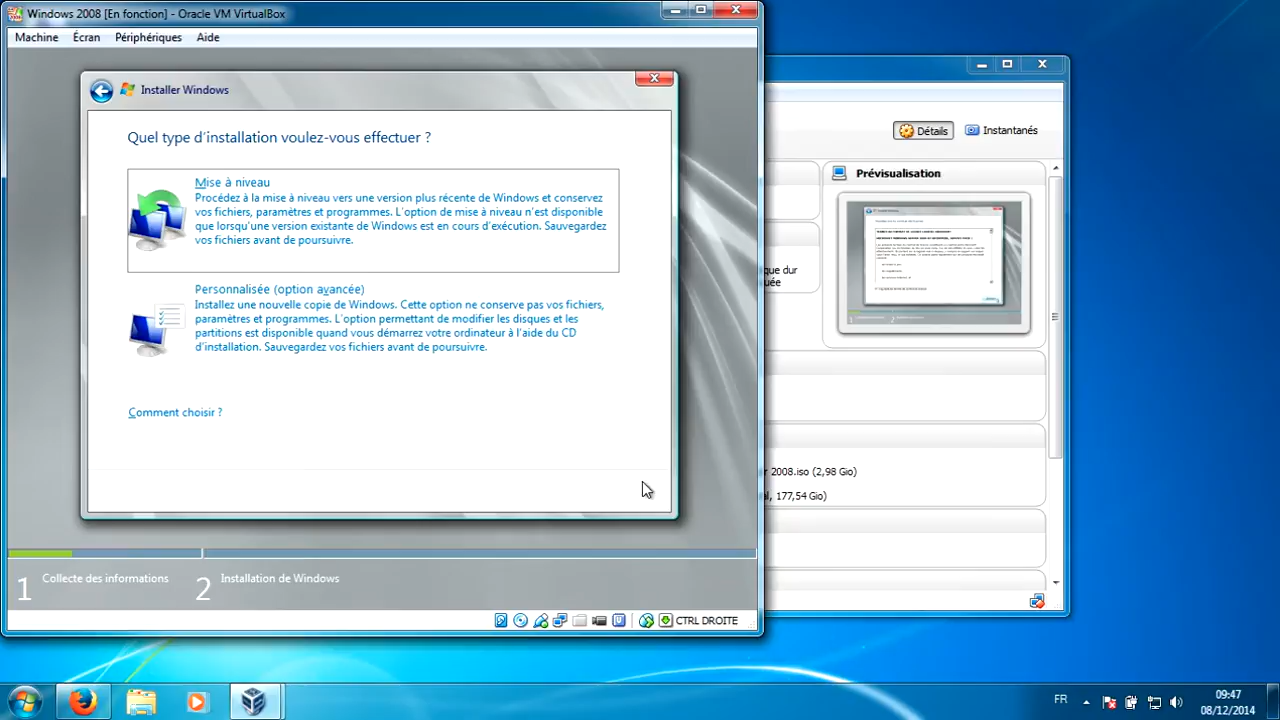 Windows 2008 [En fonction] - Oracle VM VirtualBox
Machine Écran Périphériques Aide
Installer Windows
Quel type d'installation voulez-vous effectuer ?
Mise à niveau
Procédez à la mise à niveau vers une version plus récente de Windows et conservez
vos fichiers, paramètres et programmes. L'option de mise à niveau n'est disponible
que lorsqu'une version existante de Windows est en cours d'exécution. Sauvegardez
vos fichiers avant de poursuivre.
Personnalisée (option avancée)
Installez une nouvelle copie de Windows. Cette option ne conserve pas vos fichiers,
paramètres et programmes. L'option permettant de modifier les disques et les
partitions est disponible quand vous démarrez votre ordinateur à l'aide du CD
d'installation. Sauvegardez vos fichiers avant de poursuivre.
Comment choisir ?
1 Collecte des informations 2 Installation de Windows
CTRL DROITE
Détails Instantanés
Prévisualisation
que dur
uée
r 2008.iso (2,98 Gio)
al, 177,54 Gio)
FR
09:47
08/12/2014